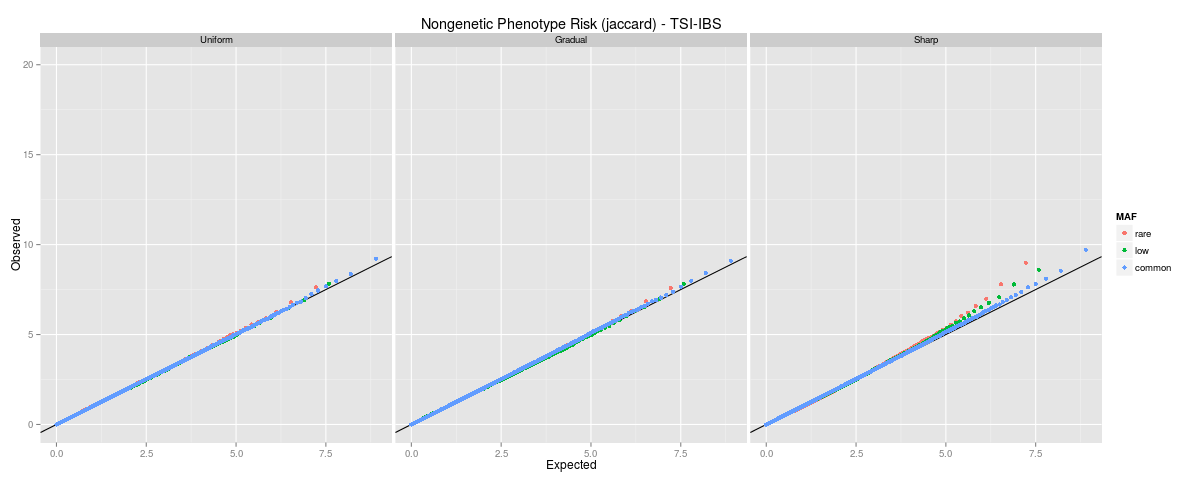 Nongenetic Phenotype Risk (jaccard) - TSI-IBS
Uniform
Gradual
Sharp
20
15
10
5
0
Observed
0.0
2.5
5.0
7.5
0.0
2.5
5.0
7.5
0.0
2.5
5.0
7.5
Expected
MAF
rare
low
common